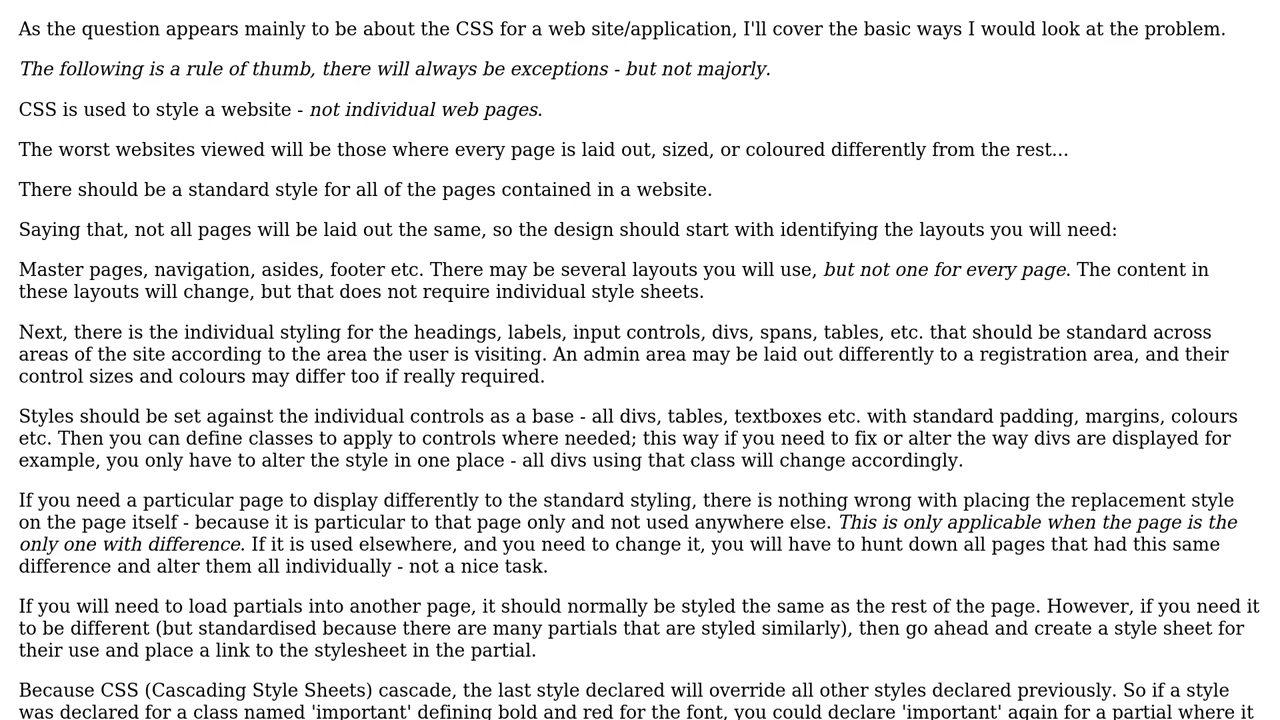 As the question appears mainly to be about the CSS for a web site/application, I'll cover the basic ways I would look at the problem.
The following is a rule of thumb, there will always be exceptions - but not majorly.
CSS is used to style a website - not individual web pages.
The worst websites viewed will be those where every page is laid out, sized, or coloured differently from the rest...
There should be a standard style for all of the pages contained in a website.
Saying that, not all pages will be laid out the same, so the design should start with identifying the layouts you will need:
Master pages, navigation, asides, footer etc. There may be several layouts you will use, but not one for every page. The content in
these layouts will change, but that does not require individual style sheets.
Next, there is the individual styling for the headings, labels, input controls, divs, spans, tables, etc. that should be standard across
areas of the site according to the area the user is visiting. An admin area may be laid out differently to a registration area, and their
control sizes and colours may differ too if really required.
Styles should be set against the individual controls as a base - all divs, tables, textboxes etc. with standard padding, margins, colours
etc. Then you can define classes to apply to controls where needed; this way if you need to fix or alter the way divs are displayed for
example, you only have to alter the style in one place - all divs using that class will change accordingly.
If you need a particular page to display differently to the standard styling, there is nothing wrong with placing the replacement style
on the page itself - because it is particular to that page only and not used anywhere else. This is only applicable when the page is the
only one with difference. If it is used elsewhere, and you need to change it, you will have to hunt down all pages that had this same
difference and alter them all individually - not a nice task.
If you will need to load partials into another page, it should normally be styled the same as the rest of the page. However, if you need it
to be different (but standardised because there are many partials that are styled similarly), then go ahead and create a style sheet for
their use and place a link to the stylesheet in the partial.
Because CSS (Cascading Style Sheets) cascade, the last style declared will override all other styles declared previously. So if a style
was declared for a class named 'important' defining bold and red for the font, you could declare 'important' again for a partial where it